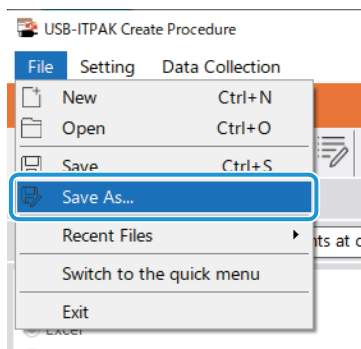 USB-ITPAK Create Procedure
File Setting Data Collection
New Ctrl+N
Open Ctrl+O
Save Ctrl+S
Save As...
Recent Files
nts at c
Switch to the quick menu
Exit
Excel